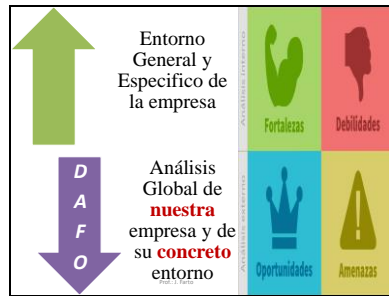 Entorno
General y
Especifico de
la empresa
Análisis interno
Fortalezas
Debilidades
D
A
F
O
Análisis
Global de
nuestra
empresa y de
su concreto
entorno
Prof.: J. Farto
Análisis externo
Oportunidades
Amenazas